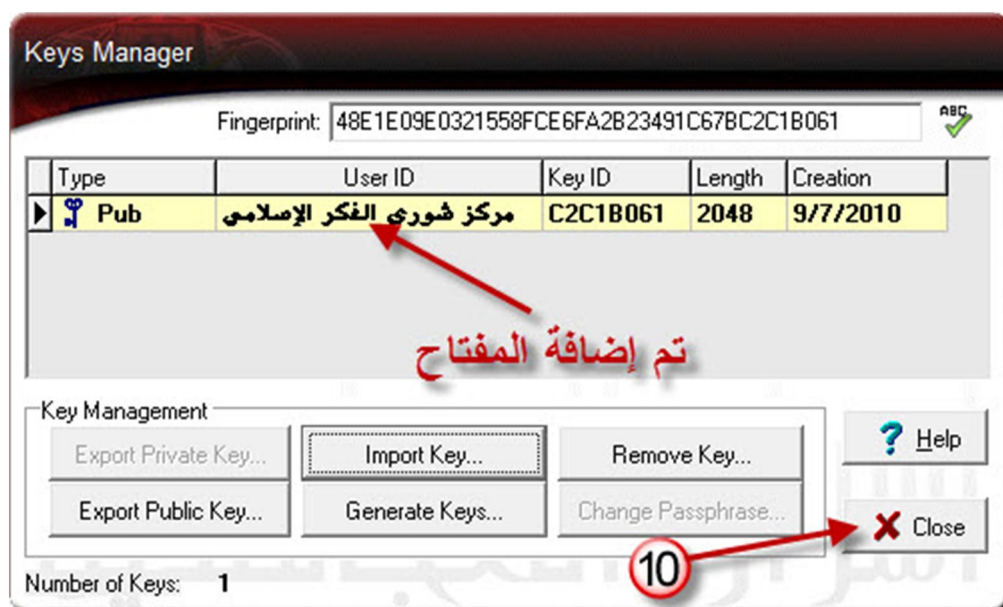 Keys Manager
Fingerprint: 48E1E09E0321558FCE6FA2B23491C67BC2C1B061 ABC
Type User ID Key ID Length Creation
Pub مركز شورى الفكر الإسلامي C2C1B061 2048 9/7/2010
تم إضافة المفتاح
Key Management
Export Private Key... Import Key... Remove Key... Help
Export Public Key... Generate Keys... Change Passphrase... Close
10
Number of Keys: 1